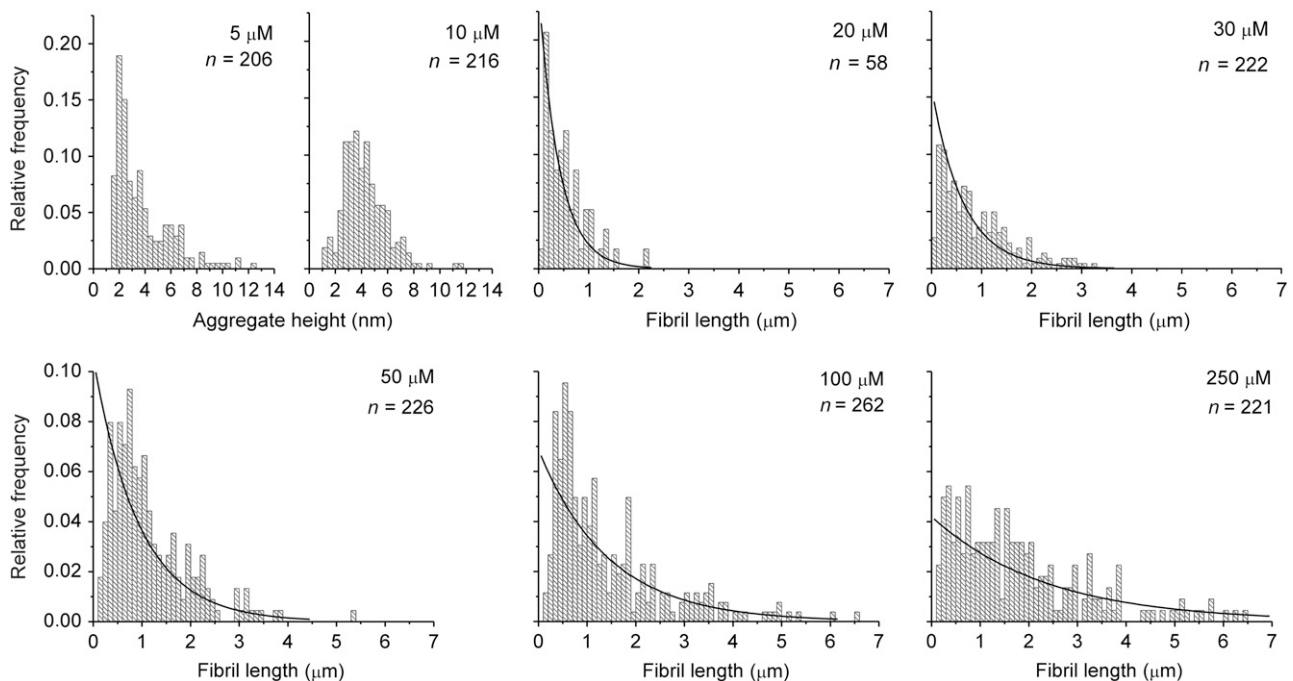 5 μM
n = 206
10 μM
n = 216
20 μM
n = 58
30 μM
n = 222
Relative frequency
0.20
0.15
0.10
0.05
0.00
0 2 4 6 8 10 12 14
0 2 4 6 8 10 12 14
0 1 2 3 4 5 6 7
0 1 2 3 4 5 6 7
Aggregate height (nm)
Fibril length (μm)
Fibril length (μm)
50 μM
n = 226
100 μM
n = 262
250 μM
n = 221
Relative frequency
0.10
0.08
0.06
0.04
0.02
0.00
0 1 2 3 4 5 6 7
0 1 2 3 4 5 6 7
0 1 2 3 4 5 6 7
Fibril length (μm)
Fibril length (μm)
Fibril length (μm)